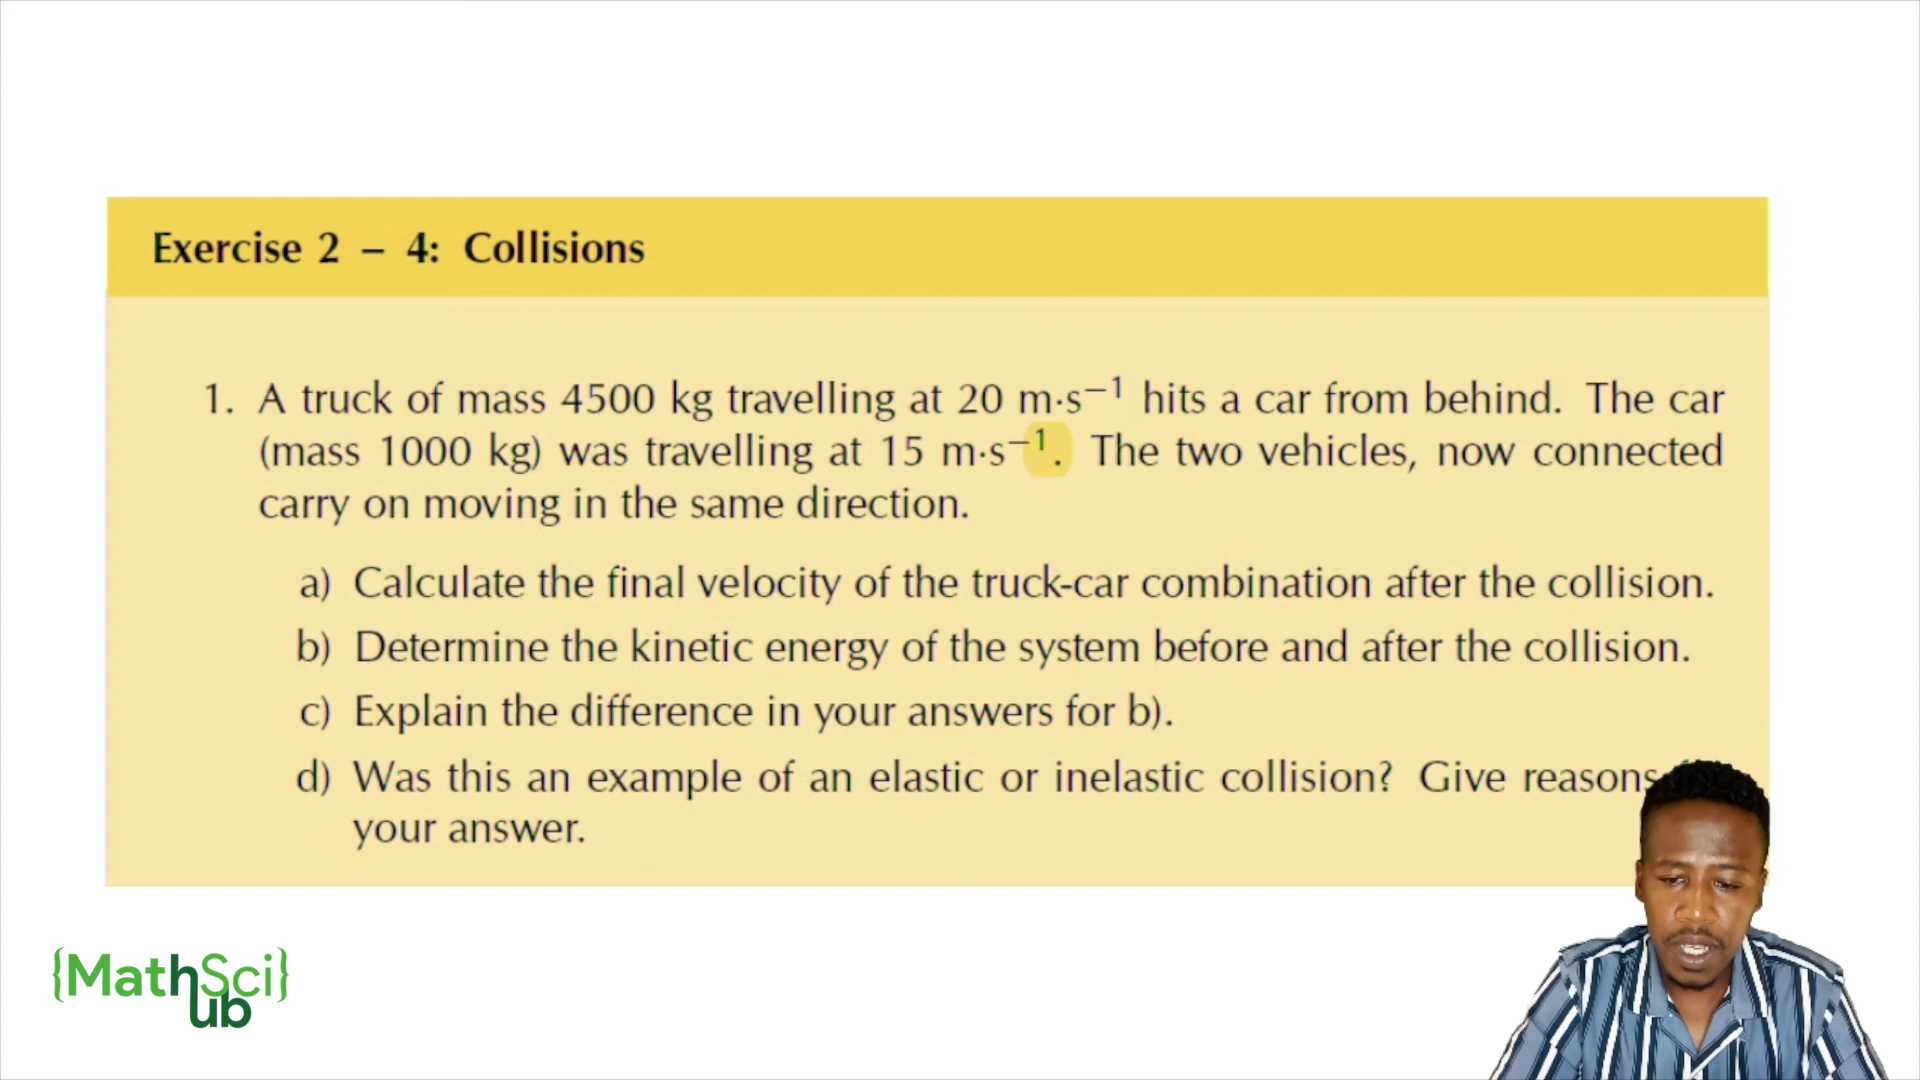 Exercise 2 – 4: Collisions
1. A truck of mass 4500 kg travelling at 20 m·s⁻¹ hits a car from behind. The car
(mass 1000 kg) was travelling at 15 m·s⁻¹. The two vehicles, now connected
carry on moving in the same direction.
a) Calculate the final velocity of the truck-car combination after the collision.
b) Determine the kinetic energy of the system before and after the collision.
c) Explain the difference in your answers for b).
d) Was this an example of an elastic or inelastic collision? Give reasons
your answer.
{MathSci}
ub